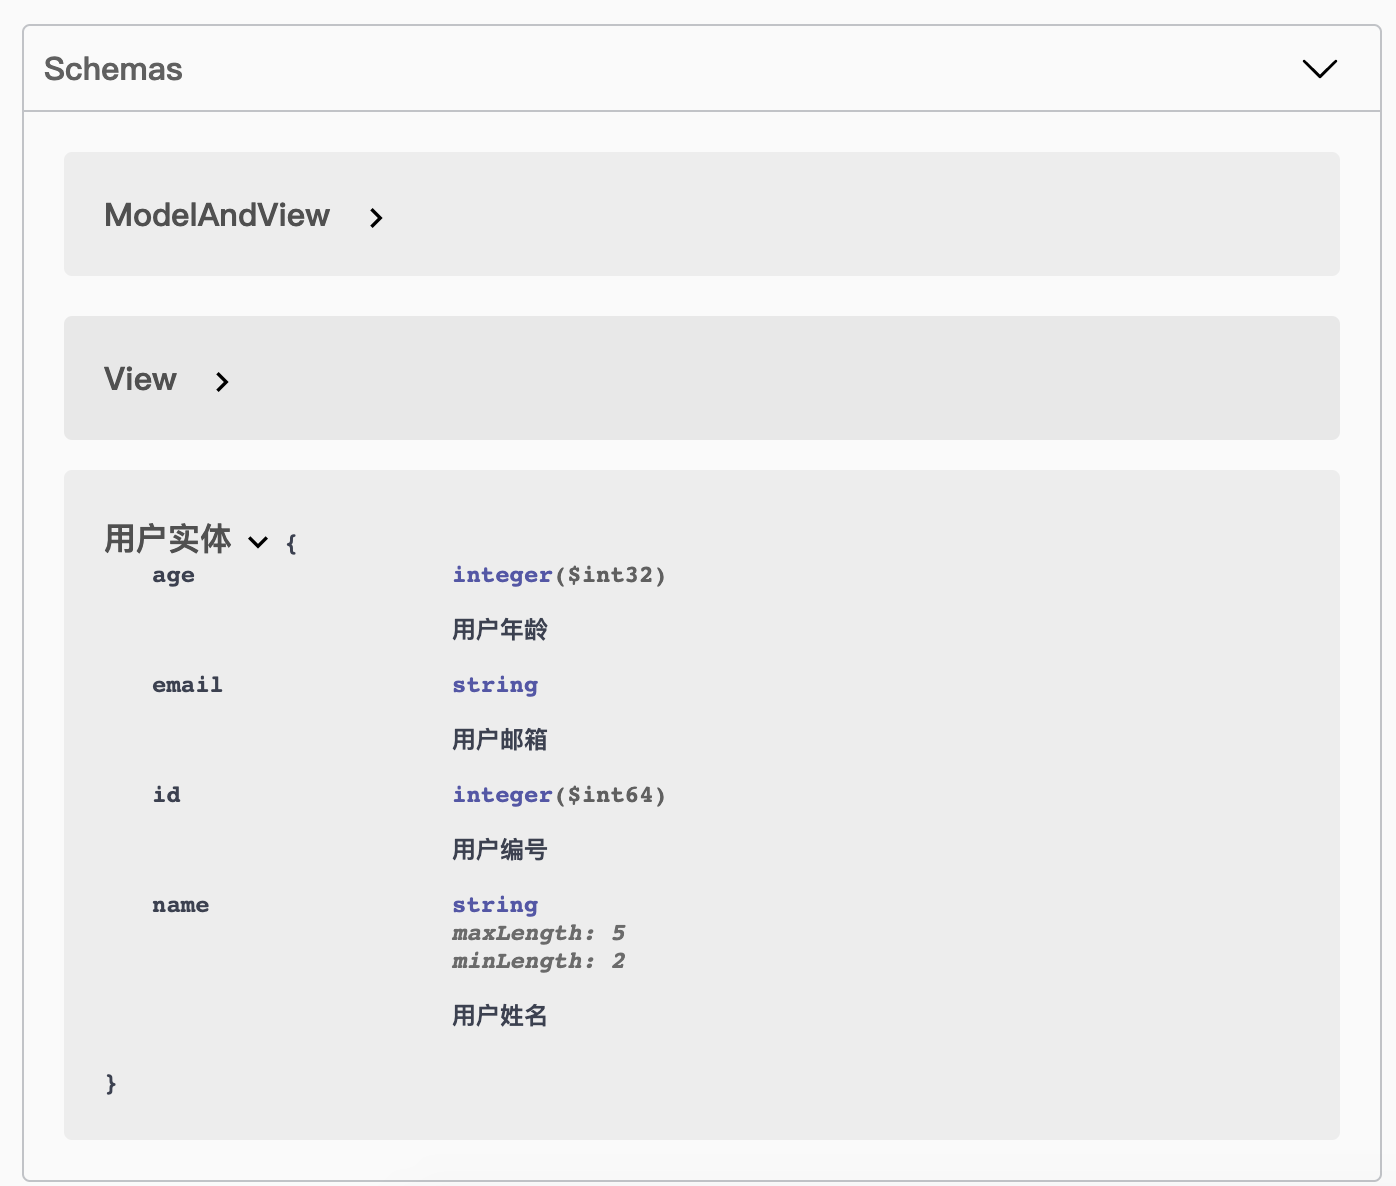 Schemas
ModelAndView
View
用户实体 {
age integer($int32)
用户年龄
email string
用户邮箱
id integer($int64)
用户编号
name string
maxLength: 5
minLength: 2
用户姓名
}